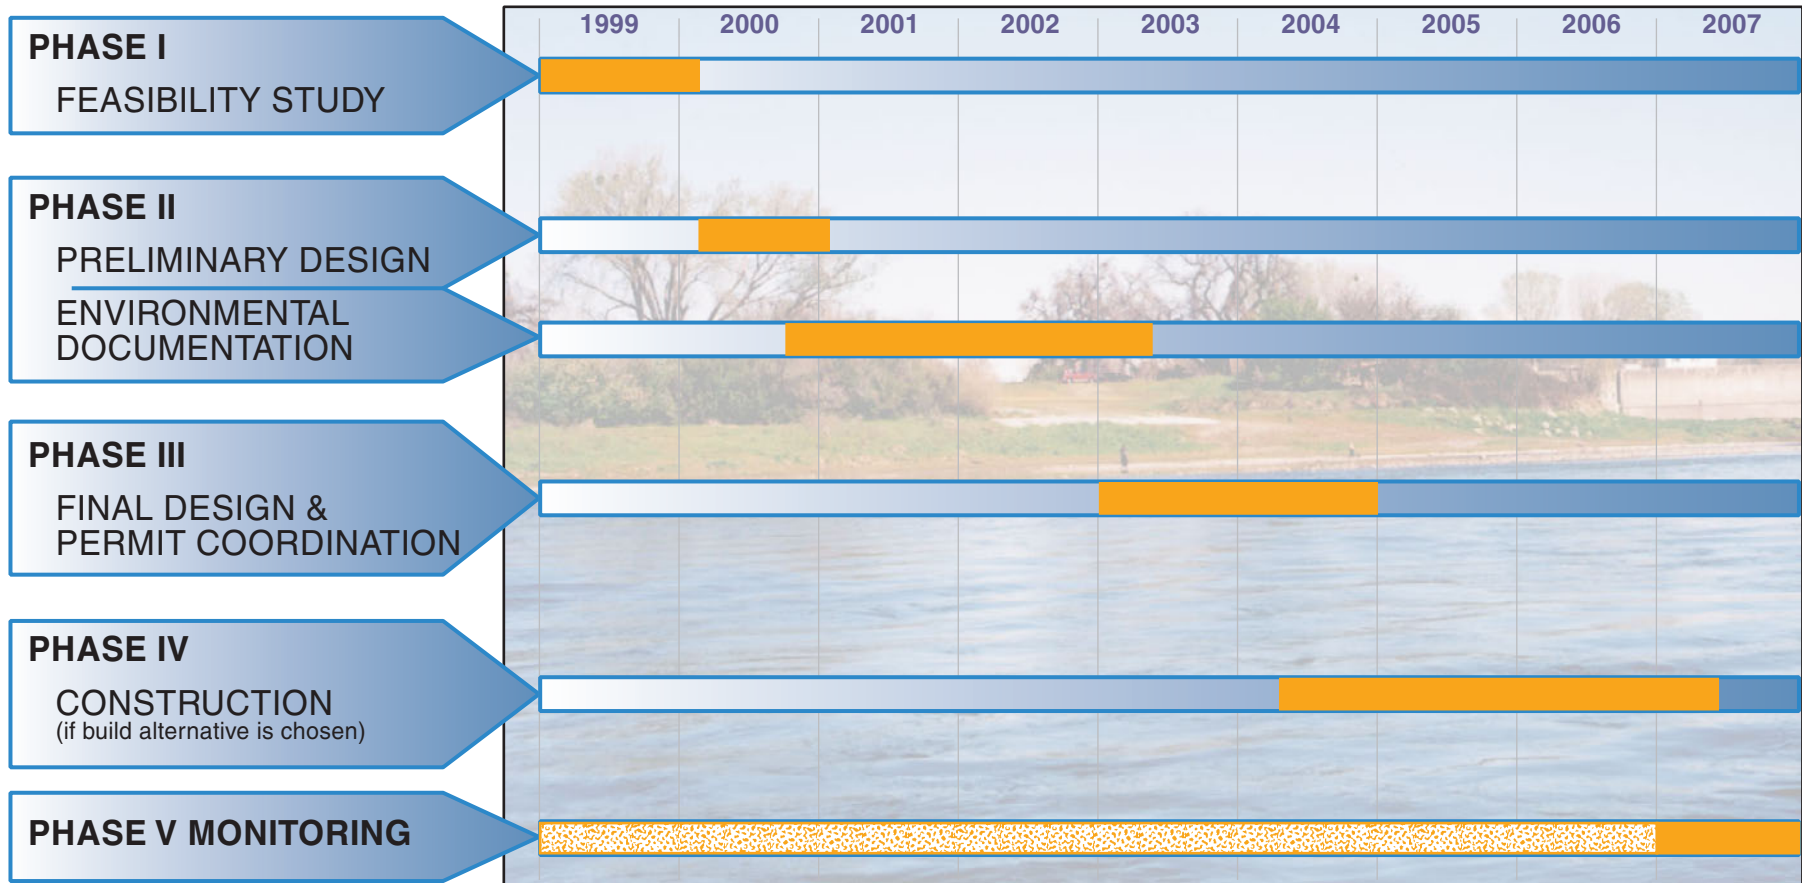 1999 2000 2001 2002 2003 2004 2005 2006 2007
PHASE I
FEASIBILITY STUDY
PHASE II
PRELIMINARY DESIGN
ENVIRONMENTAL
DOCUMENTATION
PHASE III
FINAL DESIGN &
PERMIT COORDINATION
PHASE IV
CONSTRUCTION
(if build alternative is chosen)
PHASE V MONITORING